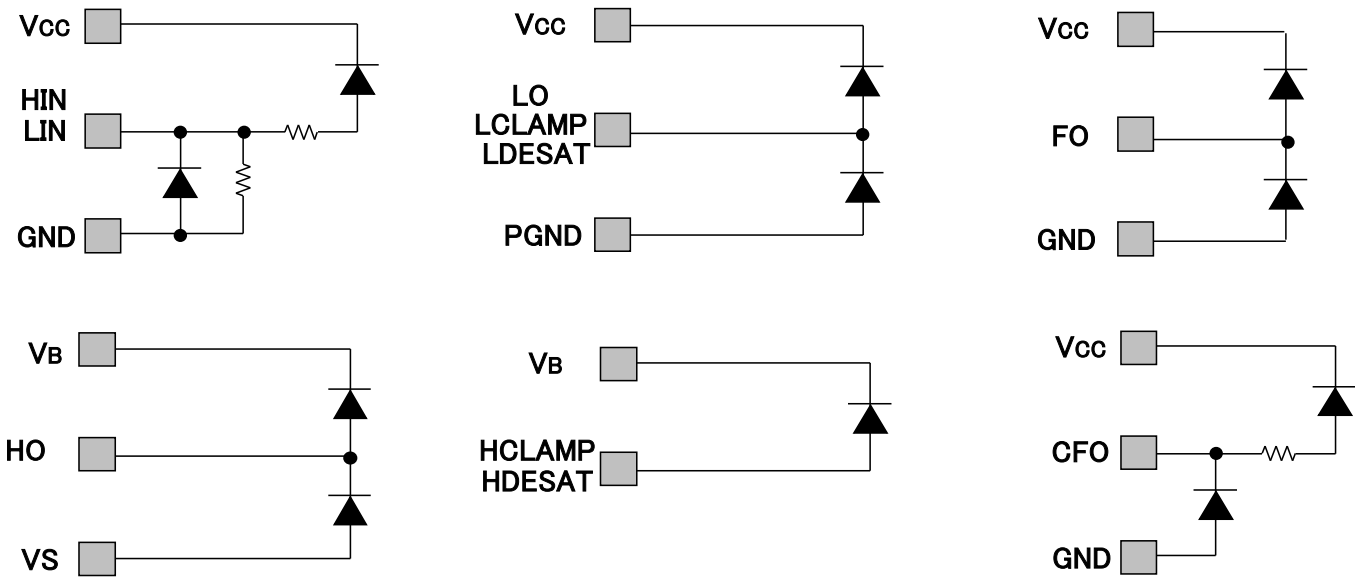 Vcc
HIN
LIN
GND
Vcc
LO
LCLAMP
LDESAT
PGND
Vcc
FO
GND
VB
HO
VS
VB
HCLAMP
HDESAT
Vcc
CFO
GND